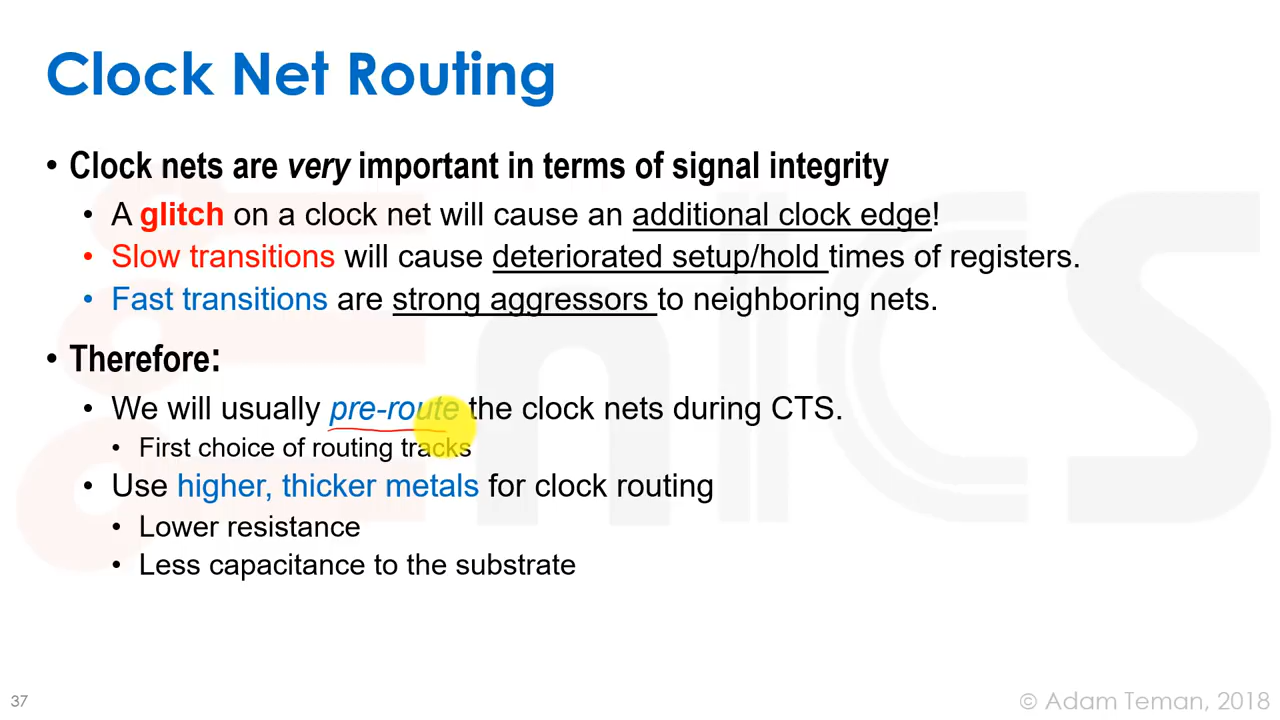 Clock Net Routing
• Clock nets are very important in terms of signal integrity
• A glitch on a clock net will cause an additional clock edge!
• Slow transitions will cause deteriorated setup/hold times of registers.
• Fast transitions are strong aggressors to neighboring nets.
• Therefore:
• We will usually pre-route the clock nets during CTS.
• First choice of routing tracks
• Use higher, thicker metals for clock routing
• Lower resistance
• Less capacitance to the substrate
EnICS
37
© Adam Teman, 2018